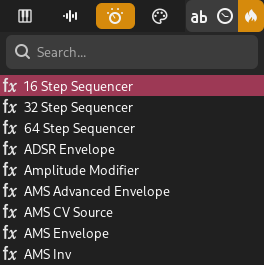 ab
Search...
fx 16 Step Sequencer
fx 32 Step Sequencer
fx 64 Step Sequencer
fx ADSR Envelope
fx Amplitude Modifier
fx AMS Advanced Envelope
fx AMS CV Source
fx AMS Envelope
fx AMS Inv